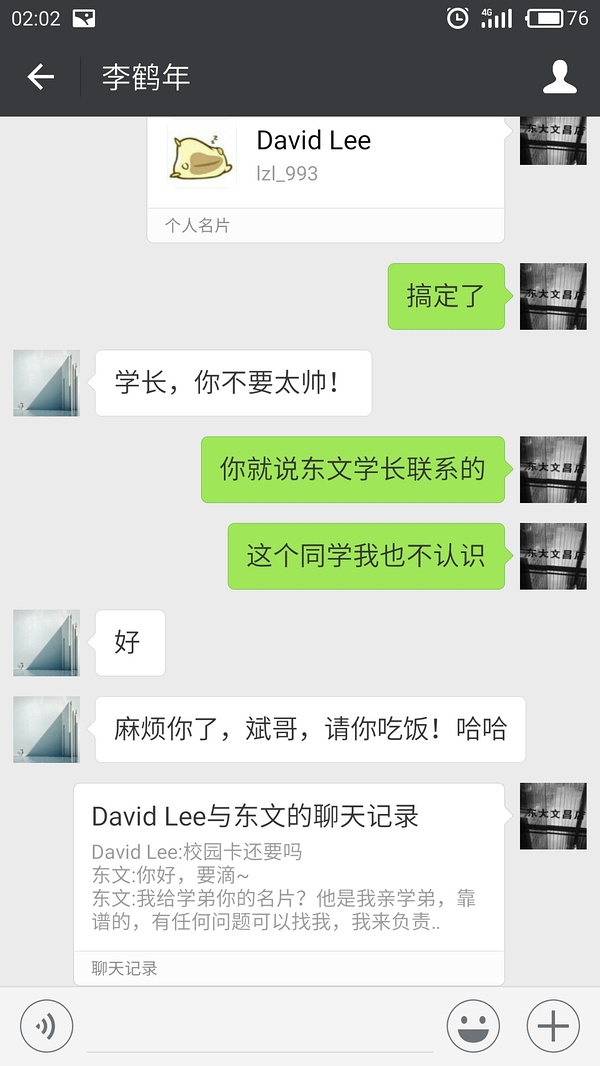 02:02
4G
76
李鹤年
David Lee
lzl_993
个人名片
东大文昌店
搞定了
东大文昌店
学长，你不要太帅！
你就说东文学长联系的
东大文昌店
这个同学我也不认识
东大文昌店
好
麻烦你了，斌哥，请你吃饭！哈哈
David Lee与东文的聊天记录
东大文昌店
David Lee:校园卡还要吗
东文:你好，要滴~
东文:我给学弟你的名片？他是我亲学弟，靠
谱的，有任何问题可以找我，我来负责..
聊天记录